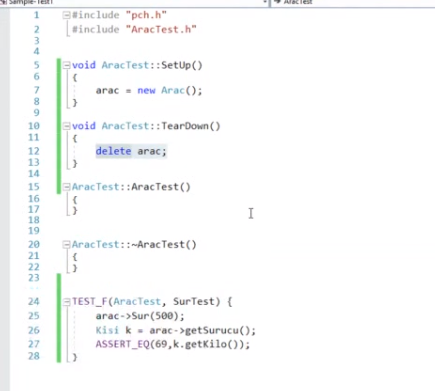 Sample-Test1 AracTest
1 #include "pch.h"
2 #include "AracTest.h"
3
4
5 void AracTest::SetUp()
6 {
7 arac = new Arac();
8 }
9
10 void AracTest::TearDown()
11 {
12 delete arac;
13 }
14
15 AracTest::AracTest()
16 {
17 }
18
19
20 AracTest::~AracTest()
21 {
22 }
23
24 TEST_F(AracTest, SurTest) {
25 arac->Sur(500);
26 Kisi k = arac->getSurucu();
27 ASSERT_EQ(69,k.getKilo());
28 }